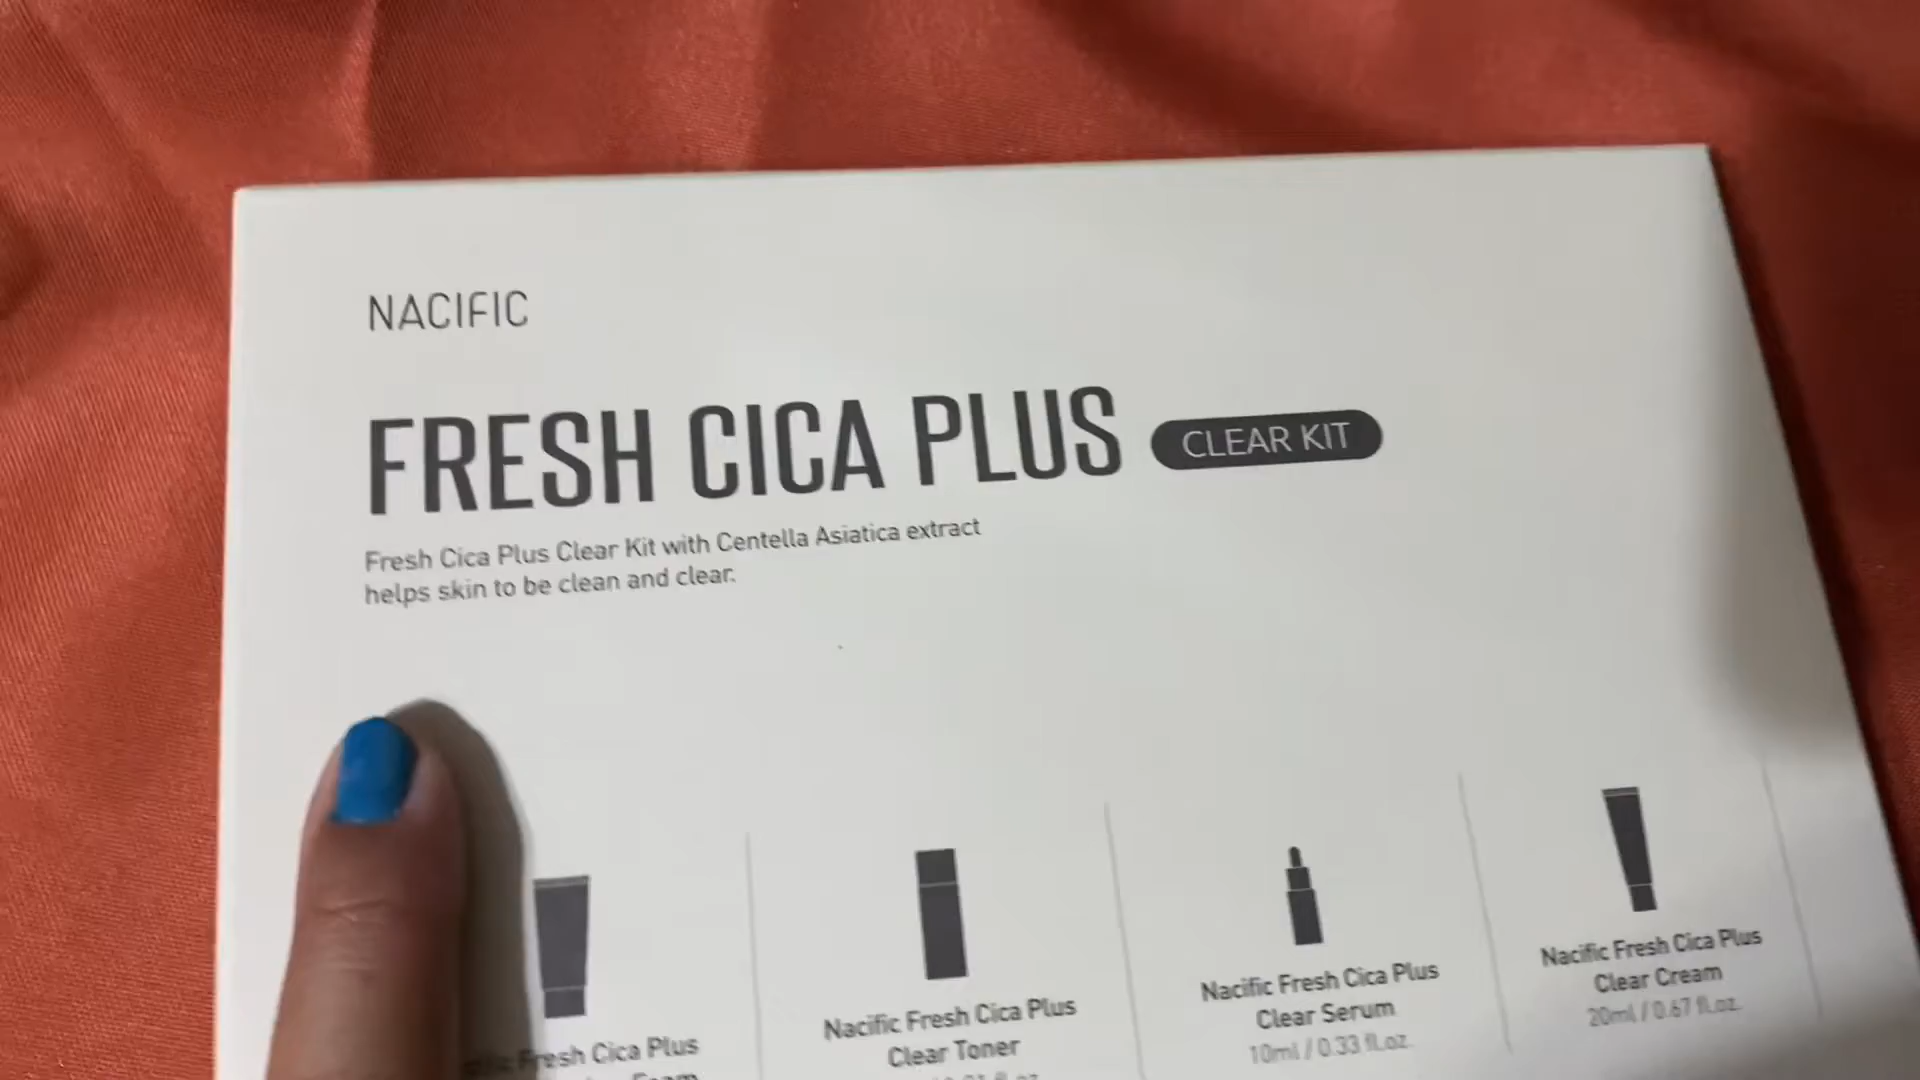 NACIFIC
FRESH CICA PLUS CLEAR KIT
Fresh Cica Plus Clear Kit with Centella Asiatica extract
helps skin to be clean and clear.
Fresh Cica Plus
Nacific Fresh Cica Plus
Clear Toner
Nacific Fresh Cica Plus
Clear Serum
10ml / 0.33 fl.oz.
Nacific Fresh Cica Plus
Clear Cream
20ml / 0.67 fl.oz.